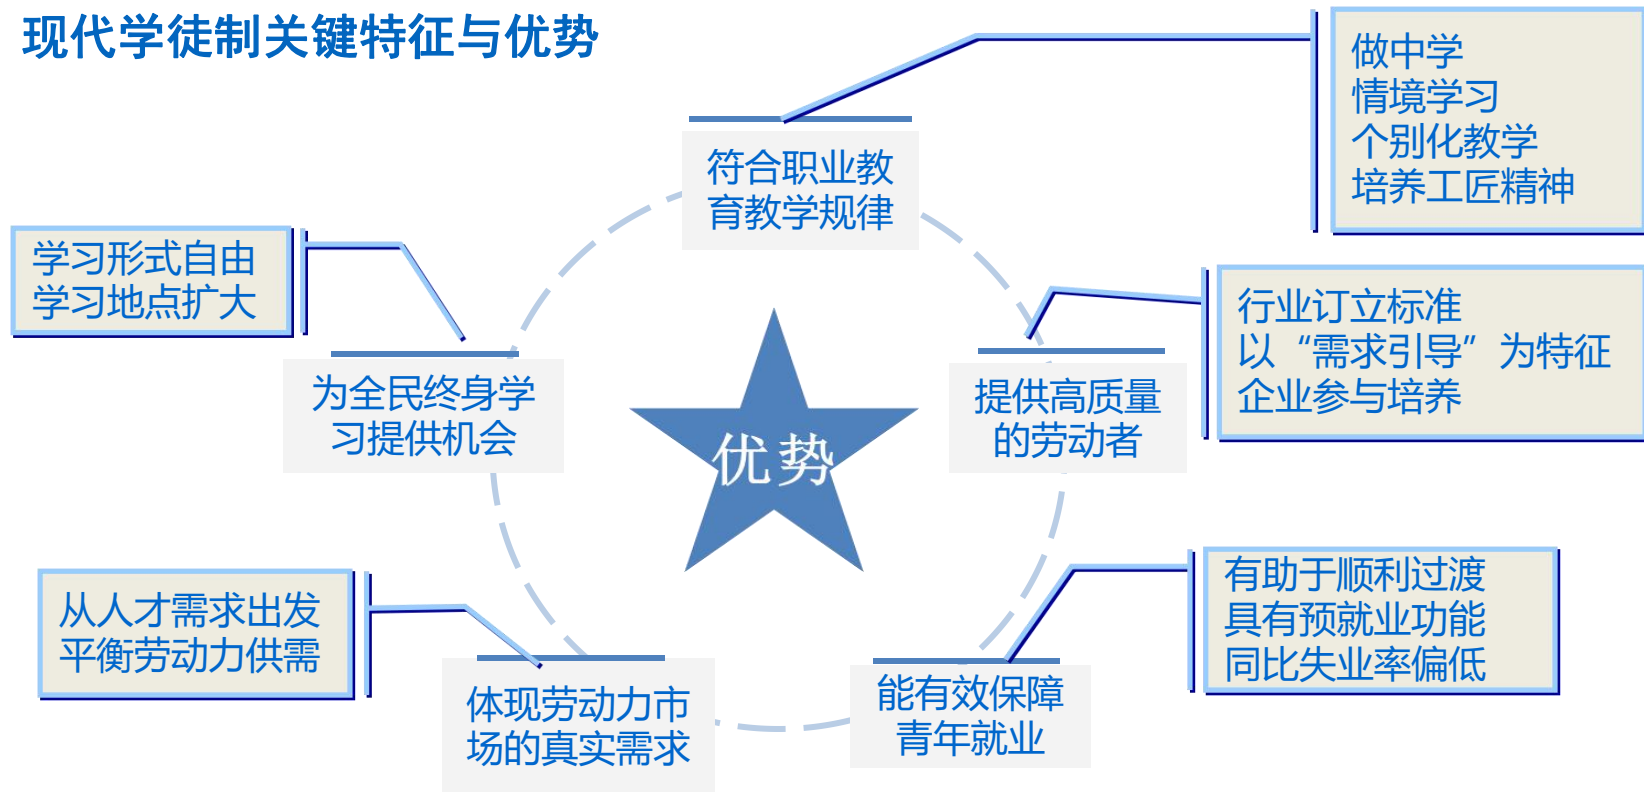 现代学徒制关键特征与优势
做中学
情境学习
个别化教学
培养工匠精神
符合职业教
育教学规律
学习形式自由
学习地点扩大
为全民终身学
习提供机会
行业订立标准
以“需求引导”为特征
企业参与培养
提供高质量
的劳动者
优势
从人才需求出发
平衡劳动力供需
体现劳动力市
场的真实需求
有助于顺利过渡
具有预就业功能
同比失业率偏低
能有效保障
青年就业